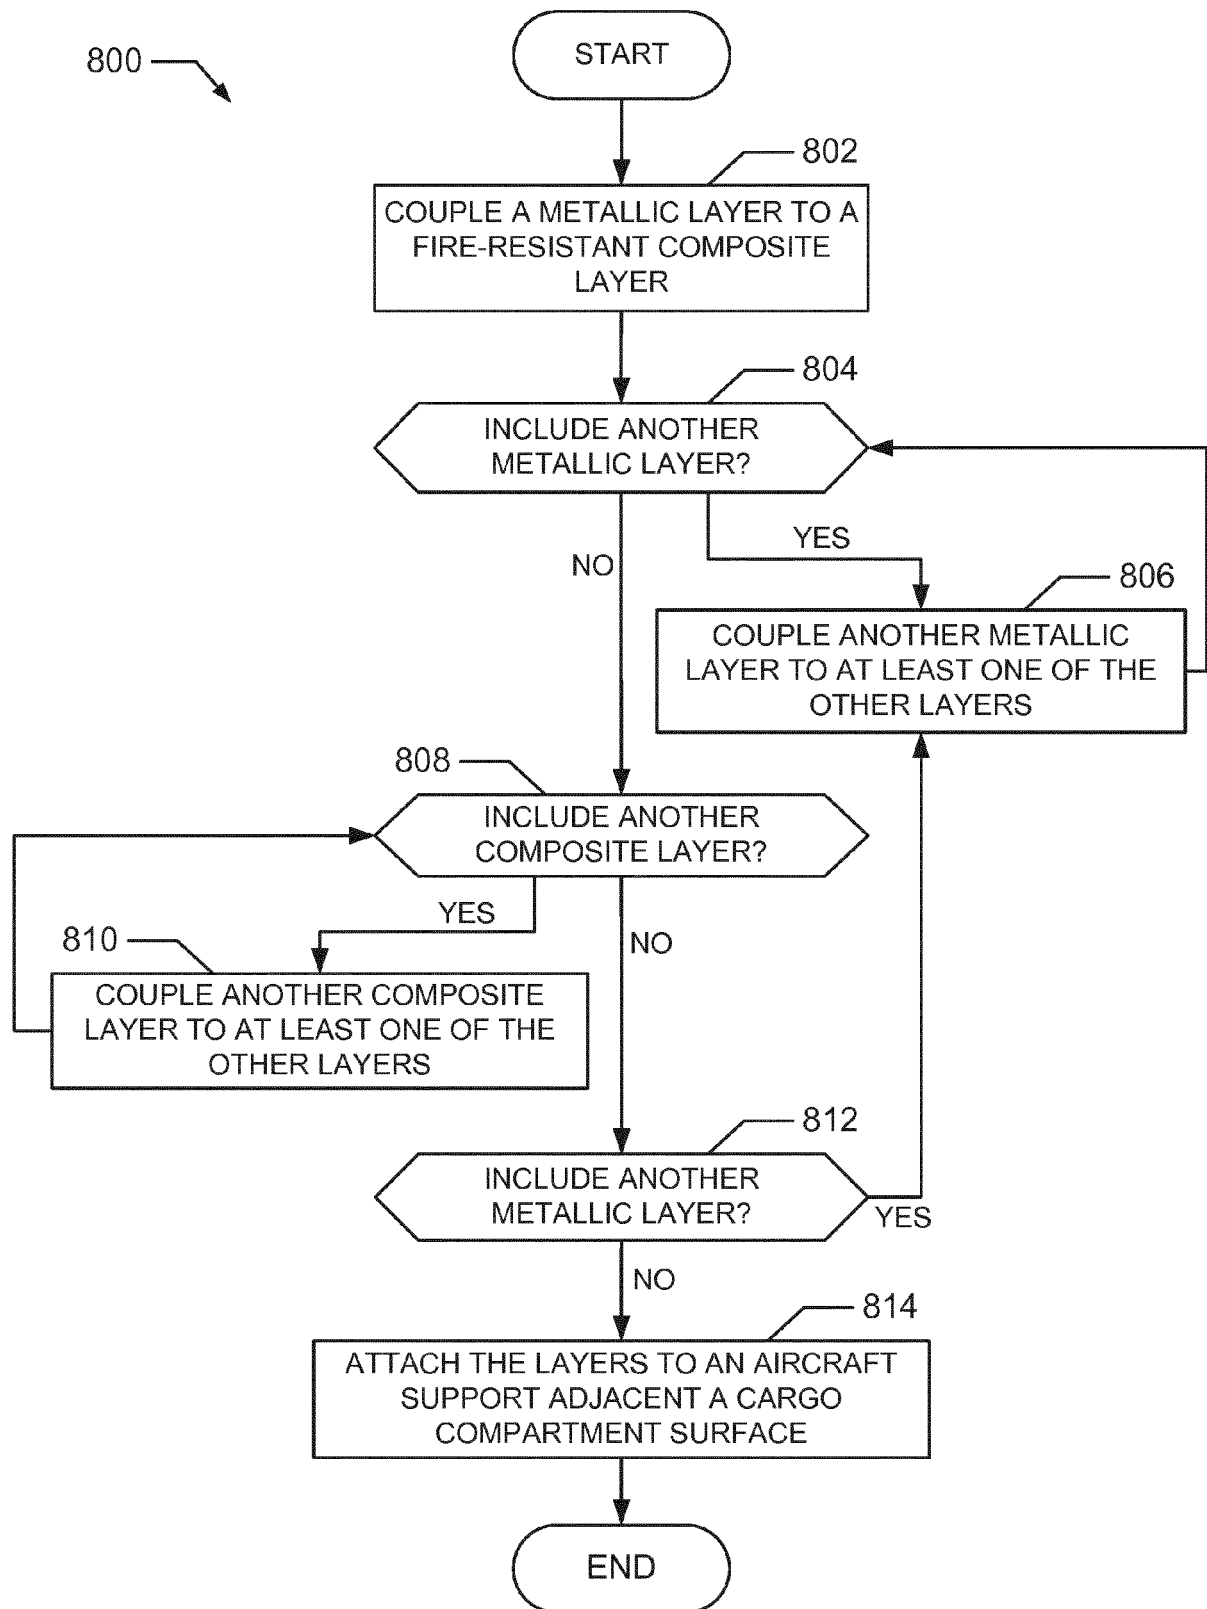 800
START
802
COUPLE A METALLIC LAYER TO A
FIRE-RESISTANT COMPOSITE
LAYER
804
INCLUDE ANOTHER
METALLIC LAYER?
YES
NO
806
COUPLE ANOTHER METALLIC
LAYER TO AT LEAST ONE OF THE
OTHER LAYERS
808
INCLUDE ANOTHER
COMPOSITE LAYER?
YES
NO
810
COUPLE ANOTHER COMPOSITE
LAYER TO AT LEAST ONE OF THE
OTHER LAYERS
812
INCLUDE ANOTHER
METALLIC LAYER?
YES
NO
814
ATTACH THE LAYERS TO AN AIRCRAFT
SUPPORT ADJACENT A CARGO
COMPARTMENT SURFACE
END